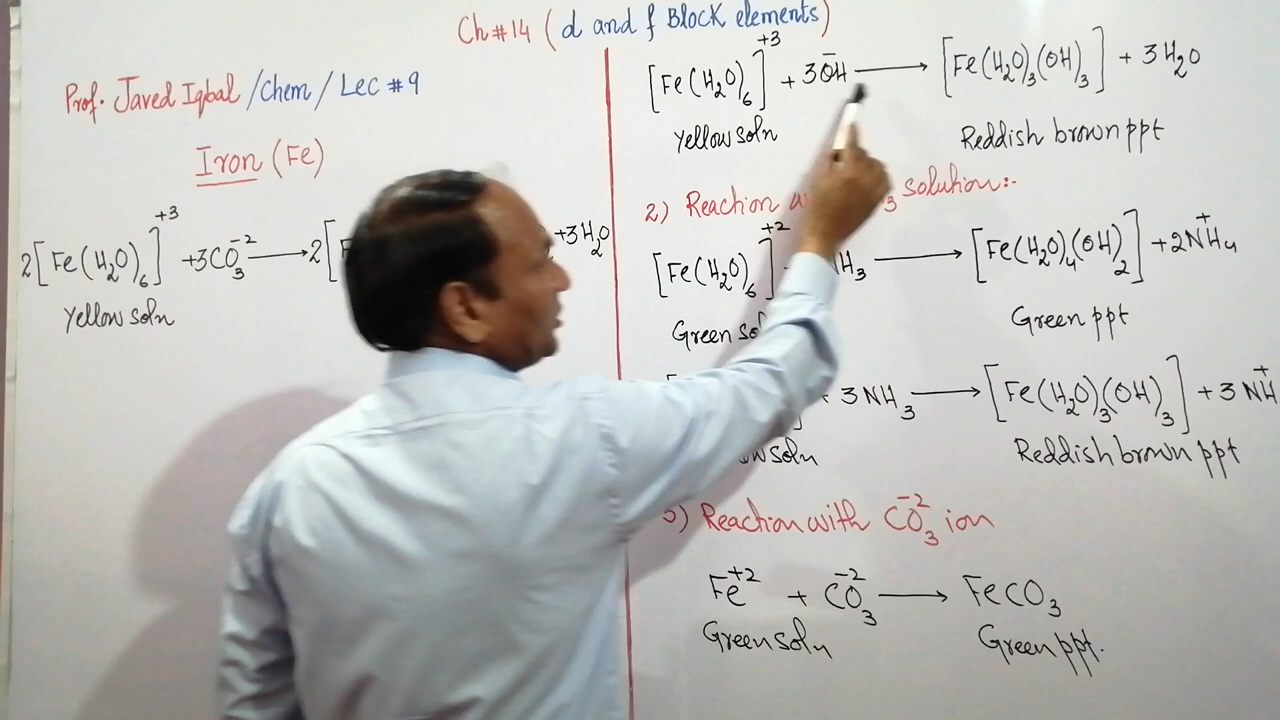 Ch # 14 ( d and f Block elements)
Prof. Javed Iqbal /Chem / Lec # 9
Iron (Fe)
2[Fe(H₂O)₆]⁺³ + 3CO₃⁻² ⟶ 2[ +3H₂O
Yellow soln
[Fe(H₂O)₆]⁺³ + 3O̅H ⟶ [Fe(H₂O)₃(OH)₃] + 3H₂O
Yellow soln Reddish brown ppt
2) Reaction solution:-
[Fe(H₂O)₆]⁺² H₃ ⟶ [Fe(H₂O)₄(OH)₂] + 2NH₄⁺
Green Green ppt
+ 3NH₃ ⟶ [Fe(H₂O)₃(OH)₃] + 3NH⁺
soln Reddish brown ppt
) Reaction with CO₃⁻² ion
Fe⁺² + CO₃⁻² ⟶ FeCO₃
Green soln Green ppt.